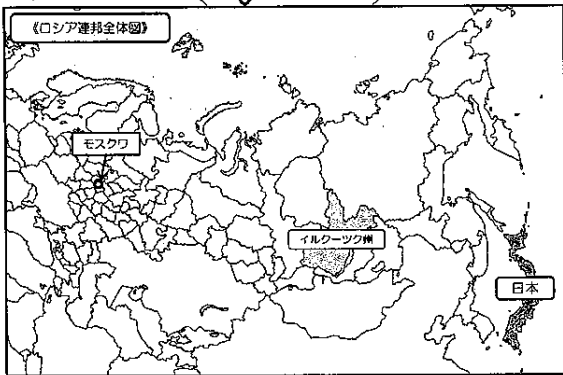 《ロシア連邦全体図》
モスクワ
イルクーツク州
日本